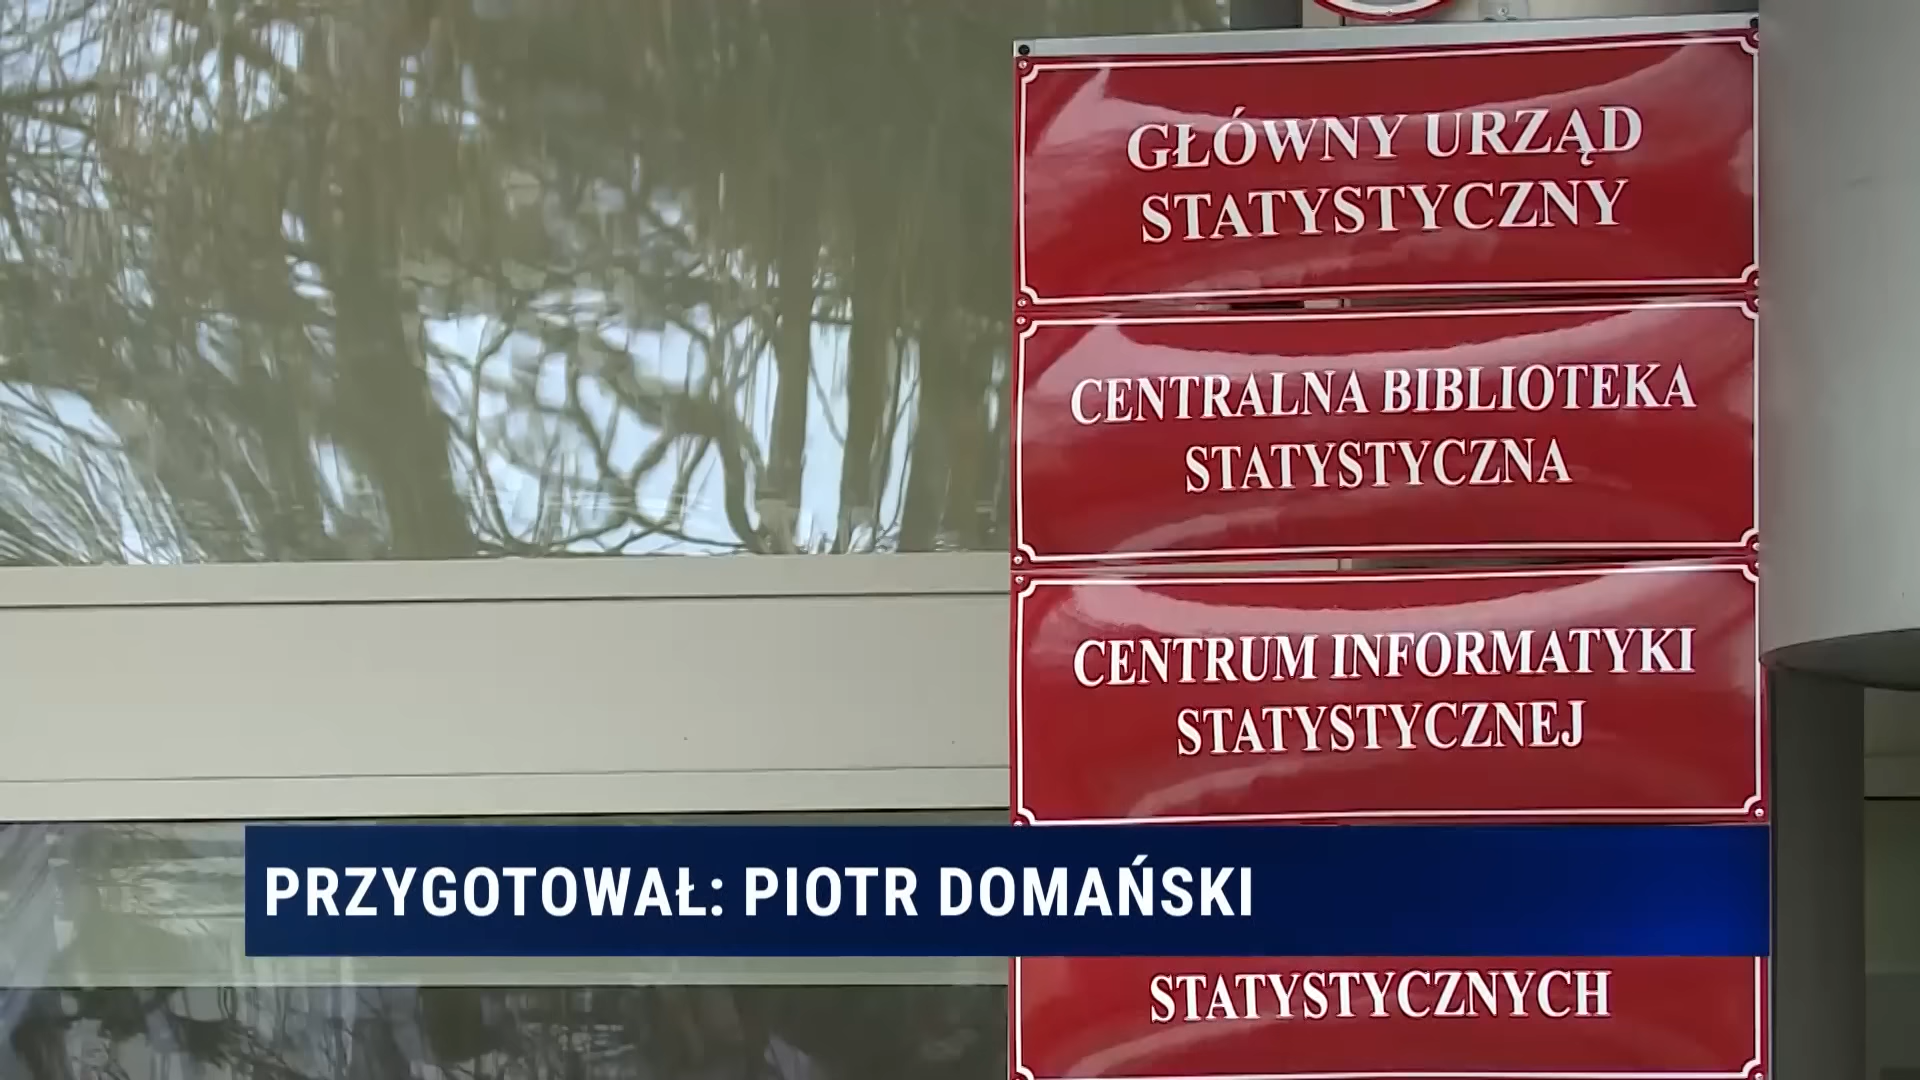 GŁÓWNY URZĄD
STATYSTYCZNY
CENTRALNA BIBLIOTEKA
STATYSTYCZNA
CENTRUM INFORMATYKI
STATYSTYCZNEJ
PRZYGOTOWAŁ: PIOTR DOMAŃSKI
STATYSTYCZNYCH